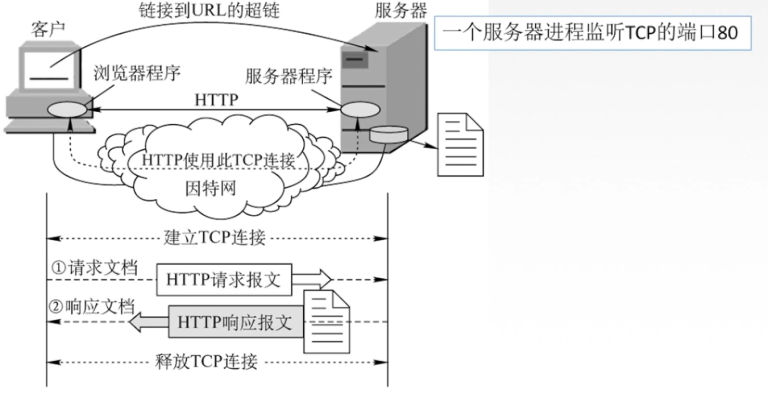 链接到URL的超链
服务器
客户
一个服务器进程监听TCP的端口80
浏览器程序
服务器程序
HTTP
HTTP使用此TCP连接
因特网
建立TCP连接
①请求文档
HTTP请求报文
②响应文档
HTTP响应报文
释放TCP连接